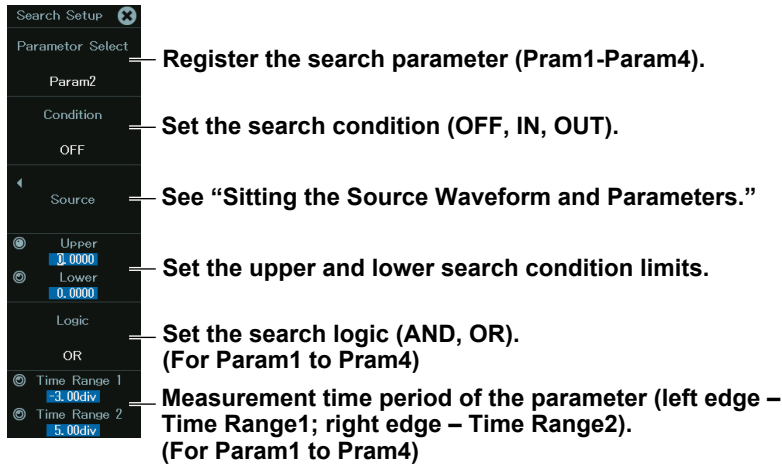 Search Setup
Parametor Select
Param2
Register the search parameter (Pram1-Param4).
Condition
OFF
Set the search condition (OFF, IN, OUT).
Source
See “Sitting the Source Waveform and Parameters.”
Upper
0.0000
Lower
0.0000
Set the upper and lower search condition limits.
Logic
OR
Set the search logic (AND, OR).
(For Param1 to Pram4)
Time Range 1
-3.00div
Time Range 2
5.00div
Measurement time period of the parameter (left edge –
Time Range1; right edge – Time Range2).
(For Param1 to Pram4)